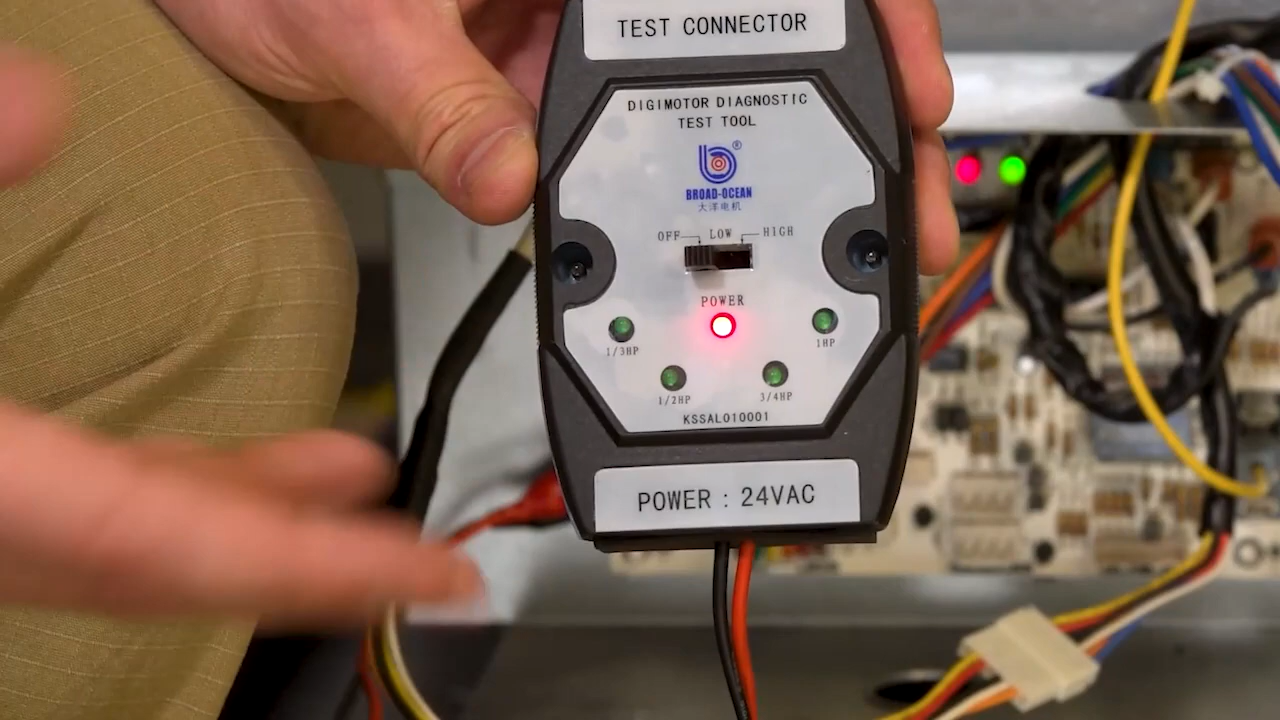 TEST CONNECTOR
DIGIMOTOR DIAGNOSTIC
TEST TOOL
®
BROAD-OCEAN
大洋电机
OFF LOW HIGH
POWER
1/3HP 1HP
1/2HP 3/4HP
KSSAL010001
POWER : 24VAC